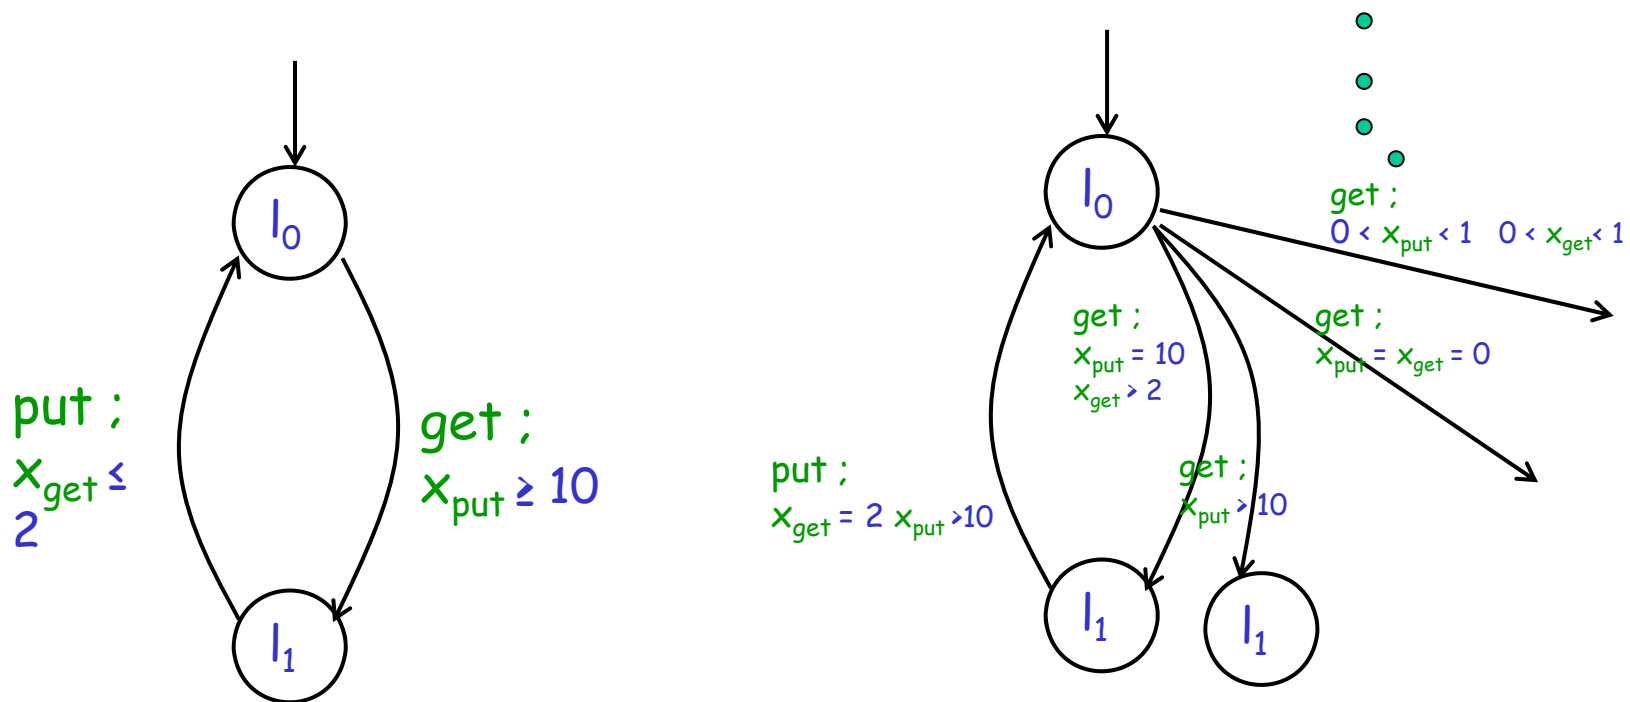 l0
put ;
xget ≤
2
get ;
xput ≥ 10
l1
l0
get ;
0 < xput < 1 0 < xget < 1
get ;
xput = 10
xget > 2
get ;
xput = xget = 0
put ;
xget = 2 xput >10
get ;
xput > 10
l1
l1